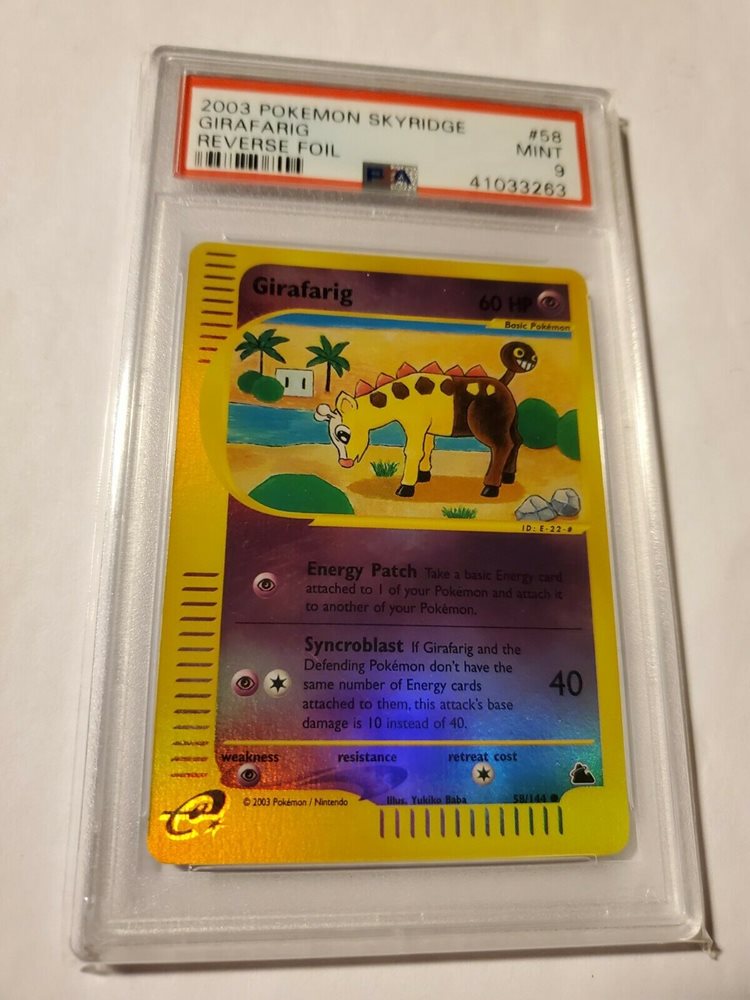 2003 POKEMON SKYRIDGE #58
GIRAFARIG MINT
REVERSE FOIL 9
PSA 41033263
Girafarig 60 HP
Basic Pokémon
ID: E-22-#
Energy Patch Take a basic Energy card
attached to 1 of your Pokémon and attach it
to another of your Pokémon.
Syncroblast If Girafarig and the
Defending Pokémon don't have the
same number of Energy cards
attached to them, this attack's base
damage is 10 instead of 40.
40
weakness resistance retreat cost
© 2003 Pokémon / Nintendo Illus. Yukiko Baba 58/144 ●
e